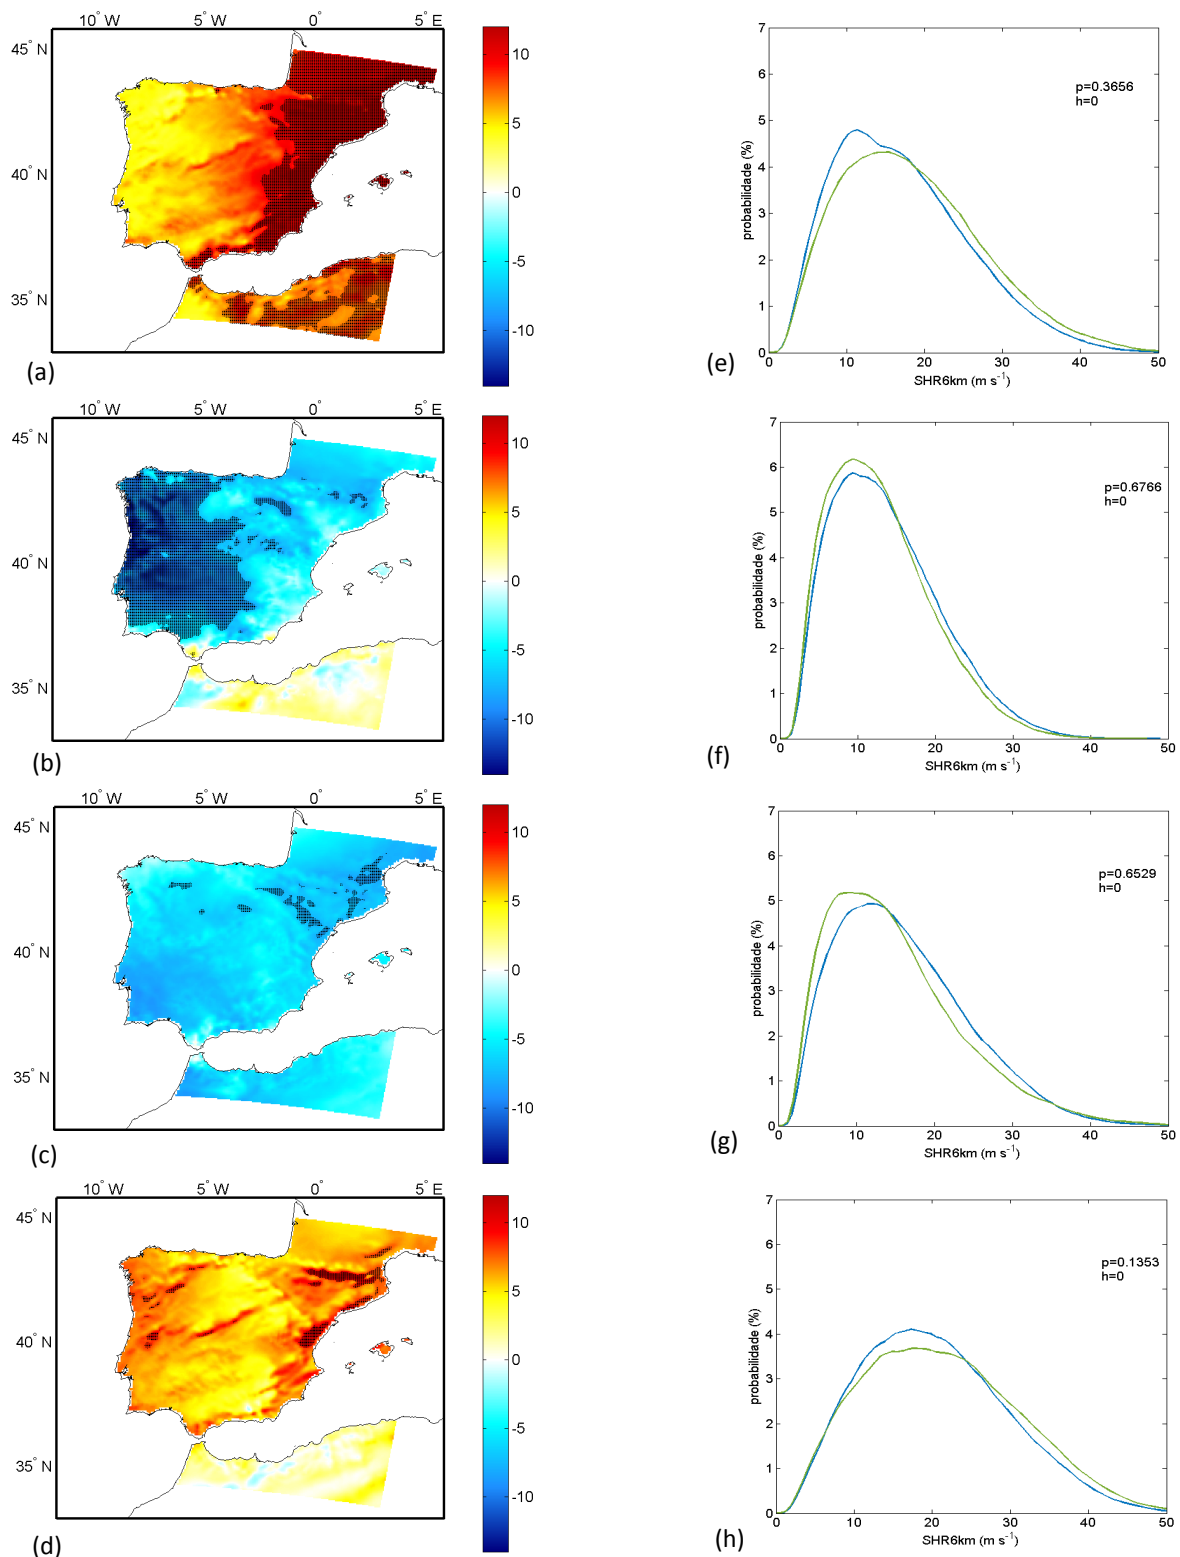 10° W 5° W 0° 5° E
45° N
40° N
35° N
10
5
0
-5
-10
(a)
7
6
5
4
3
2
1
0
probabilidade (%)
p=0.3656
h=0
0 10 20 30 40 50
SHR6km (m s⁻¹)
(e)
10° W 5° W 0° 5° E
45° N
40° N
35° N
10
5
0
-5
-10
(b)
7
6
5
4
3
2
1
0
probabilidade (%)
p=0.6766
h=0
0 10 20 30 40 50
SHR6km (m s⁻¹)
(f)
10° W 5° W 0° 5° E
45° N
40° N
35° N
10
5
0
-5
-10
(c)
7
6
5
4
3
2
1
0
probabilidade (%)
p=0.6529
h=0
0 10 20 30 40 50
SHR6km (m s⁻¹)
(g)
10° W 5° W 0° 5° E
45° N
40° N
35° N
10
5
0
-5
-10
(d)
7
6
5
4
3
2
1
0
probabilidade (%)
p=0.1353
h=0
0 10 20 30 40 50
SHR6km (m s⁻¹)
(h)